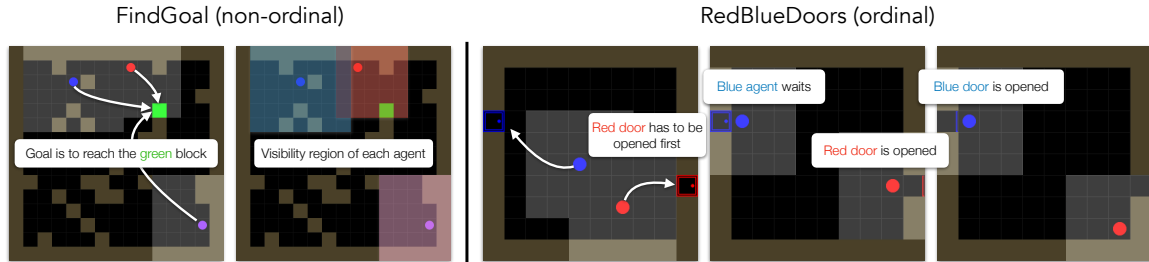 FindGoal (non-ordinal)
RedBlueDoors (ordinal)
Goal is to reach the green block
Visibility region of each agent
Red door has to be
opened first
Blue agent waits
Red door is opened
Blue door is opened